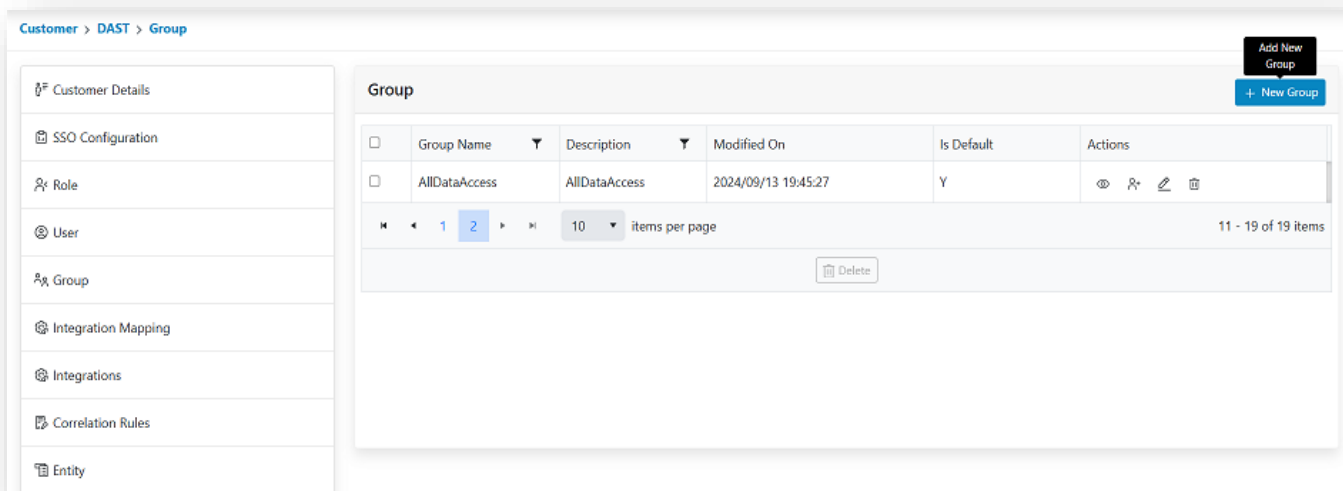 Customer > DAST > Group
Add New
Group
Customer Details
SSO Configuration
Role
User
Group
Integration Mapping
Integrations
Correlation Rules
Entity
Group
+ New Group
Group Name Description Modified On Is Default Actions
AllDataAccess AllDataAccess 2024/09/13 19:45:27 Y
1 2 10 items per page 11 - 19 of 19 items
Delete